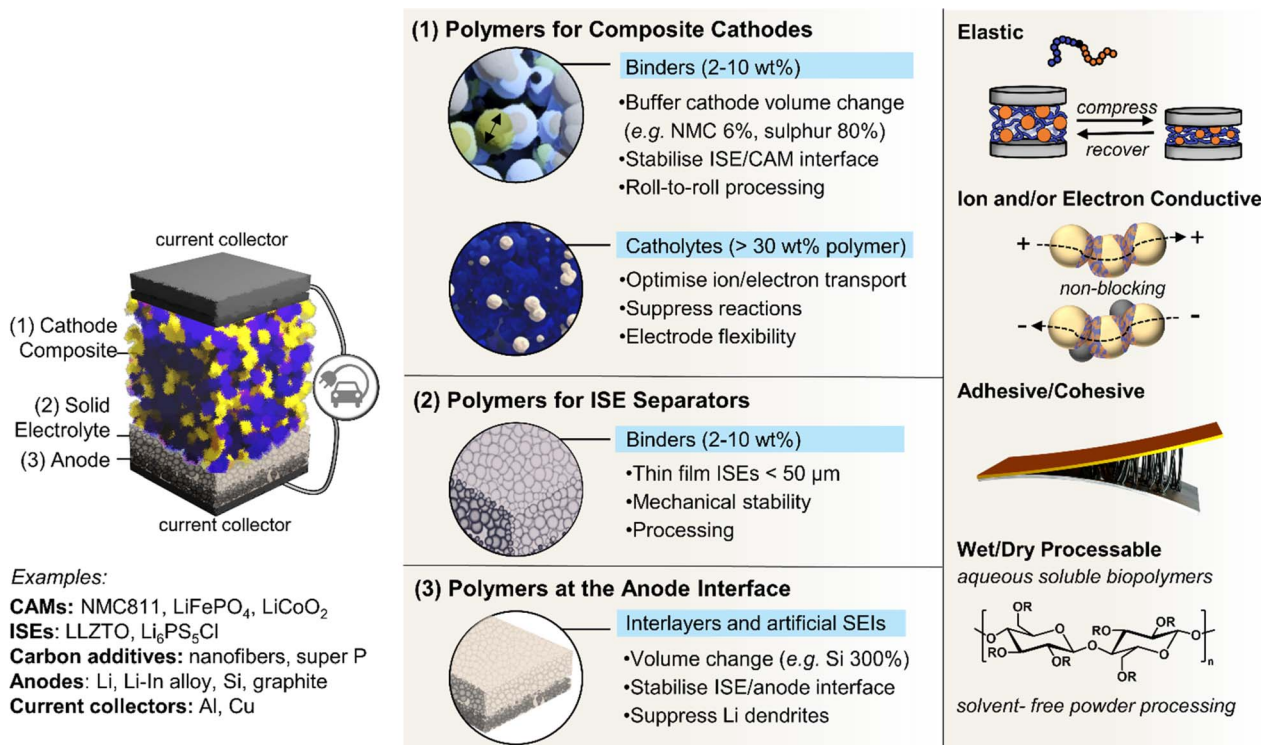 current collector
(1) Cathode
Composite
(2) Solid
Electrolyte
(3) Anode
current collector
Examples:
CAMs: NMC811, LiFePO₄, LiCoO₂
ISEs: LLZTO, Li₆PS₅Cl
Carbon additives: nanofibers, super P
Anodes: Li, Li-In alloy, Si, graphite
Current collectors: Al, Cu
(1) Polymers for Composite Cathodes
Binders (2-10 wt%)
•Buffer cathode volume change
(e.g. NMC 6%, sulphur 80%)
•Stabilise ISE/CAM interface
•Roll-to-roll processing
Catholytes (> 30 wt% polymer)
•Optimise ion/electron transport
•Suppress reactions
•Electrode flexibility
(2) Polymers for ISE Separators
Binders (2-10 wt%)
•Thin film ISEs < 50 µm
•Mechanical stability
•Processing
(3) Polymers at the Anode Interface
Interlayers and artificial SEIs
•Volume change (e.g. Si 300%)
•Stabilise ISE/anode interface
•Suppress Li dendrites
Elastic
compress
recover
Ion and/or Electron Conductive
+ +
non-blocking
- -
Adhesive/Cohesive
Wet/Dry Processable
aqueous soluble biopolymers
OR R OR
O O O O
RO OR RO O n
OR
solvent- free powder processing